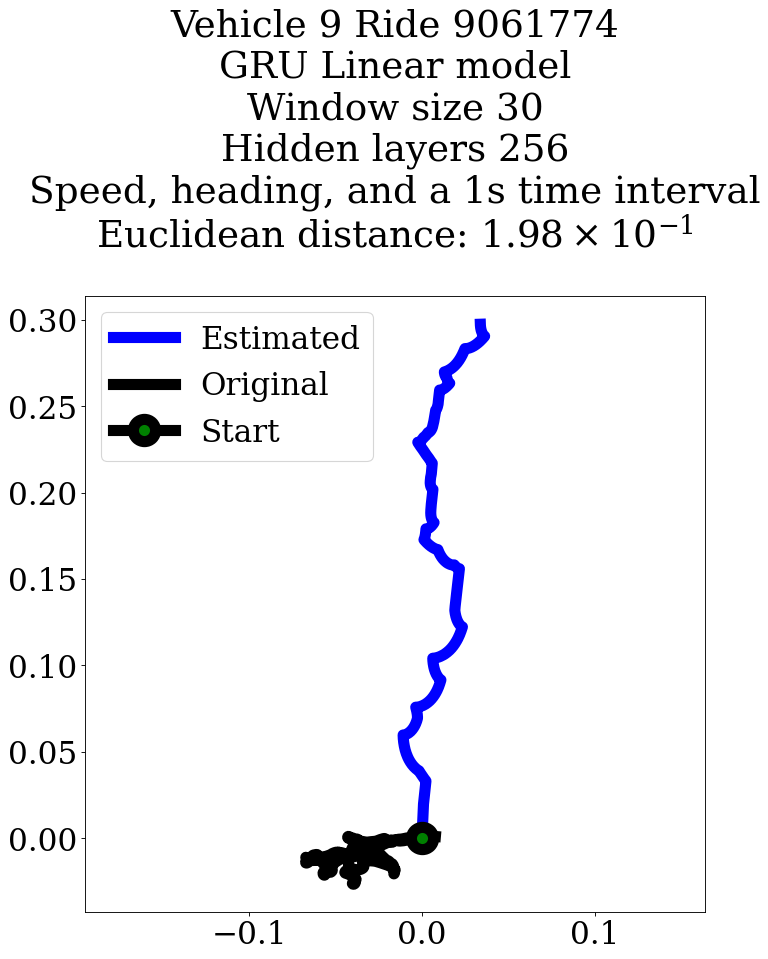 Vehicle 9 Ride 9061774
GRU Linear model
Window size 30
Hidden layers 256
Speed, heading, and a 1s time interval
Euclidean distance: 1.98 × 10⁻¹
Estimated
Original
Start
0.30
0.25
0.20
0.15
0.10
0.05
0.00
−0.1 0.0 0.1